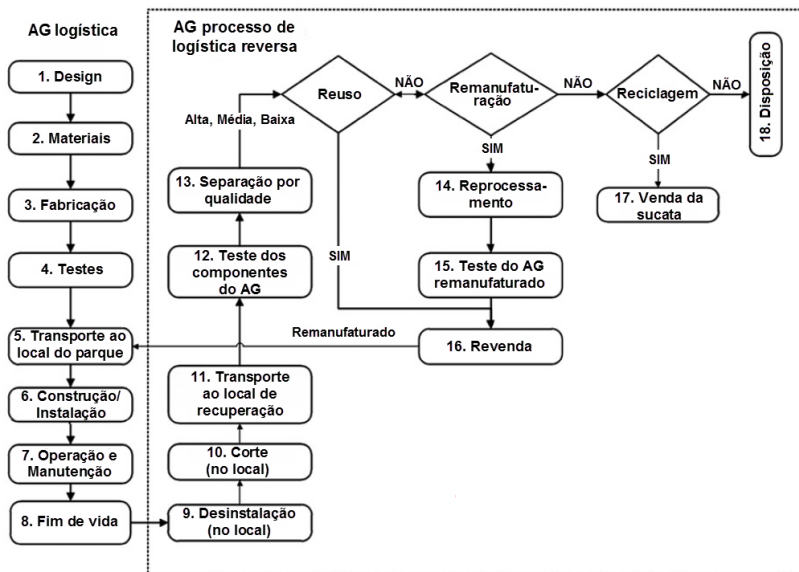 AG logística
1. Design
2. Materiais
3. Fabricação
4. Testes
5. Transporte ao
local do parque
6. Construção/
Instalação
7. Operação e
Manutenção
8. Fim de vida
AG processo de
logística reversa
9. Desinstalação
(no local)
10. Corte
(no local)
11. Transporte
ao local de
recuperação
12. Teste dos
componentes
do AG
13. Separação por
qualidade
Alta, Média, Baixa
Reuso
SIM
NÃO
Remanufatu-
ração
SIM
14. Reprocessa-
mento
15. Teste do AG
remanufaturado
16. Revenda
Remanufaturado
NÃO
Reciclagem
SIM
17. Venda da
sucata
NÃO
18. Disposição